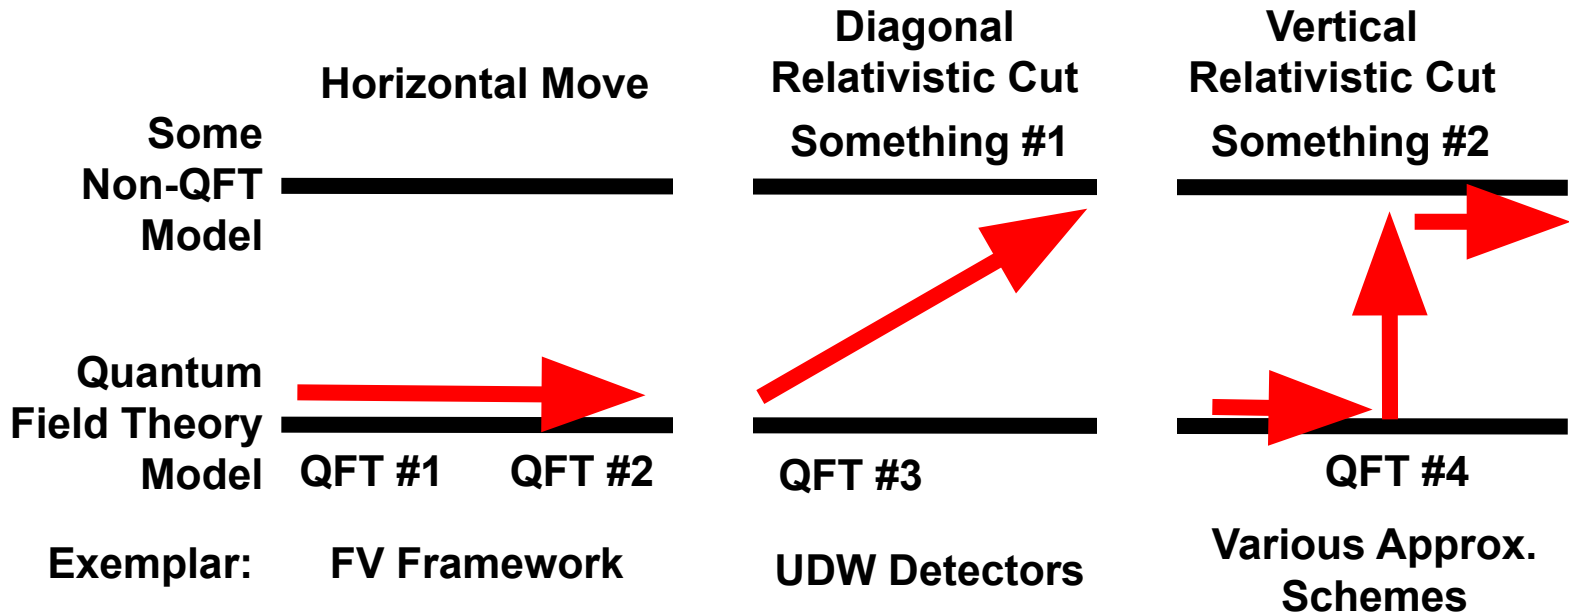 Horizontal Move
Diagonal
Relativistic Cut
Vertical
Relativistic Cut
Some
Non-QFT
Model
Something #1
Something #2
Quantum
Field Theory
Model
QFT #1
QFT #2
QFT #3
QFT #4
Exemplar:
FV Framework
UDW Detectors
Various Approx.
Schemes